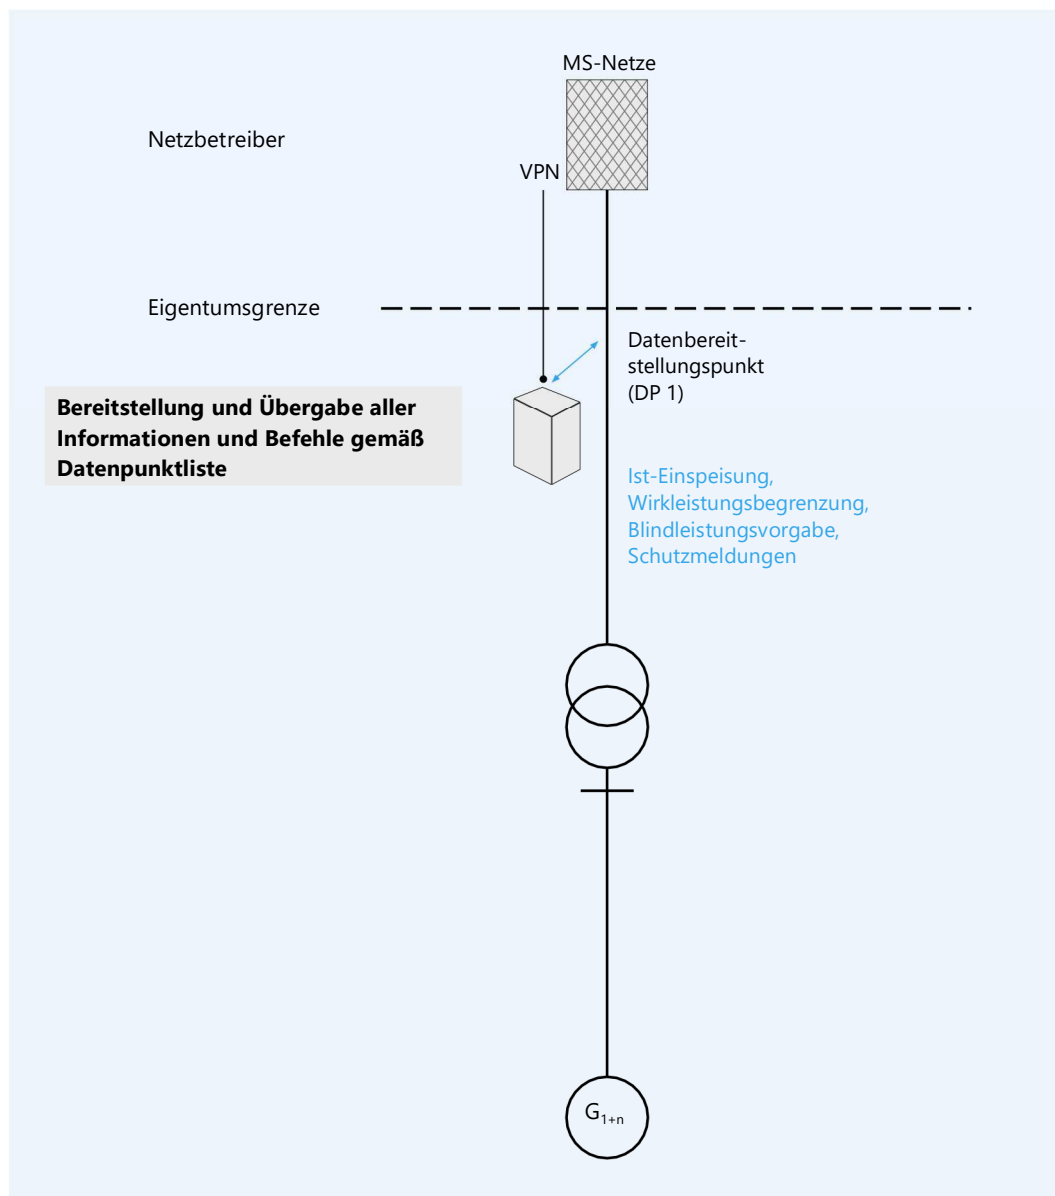 MS-Netze
Netzbetreiber
VPN
Eigentumsgrenze
Datenbereit-
stellungspunkt
(DP 1)
Bereitstellung und Übergabe aller
Informationen und Befehle gemäß
Datenpunktliste
Ist-Einspeisung,
Wirkleistungsbegrenzung,
Blindleistungsvorgabe,
Schutzmeldungen
G1+n